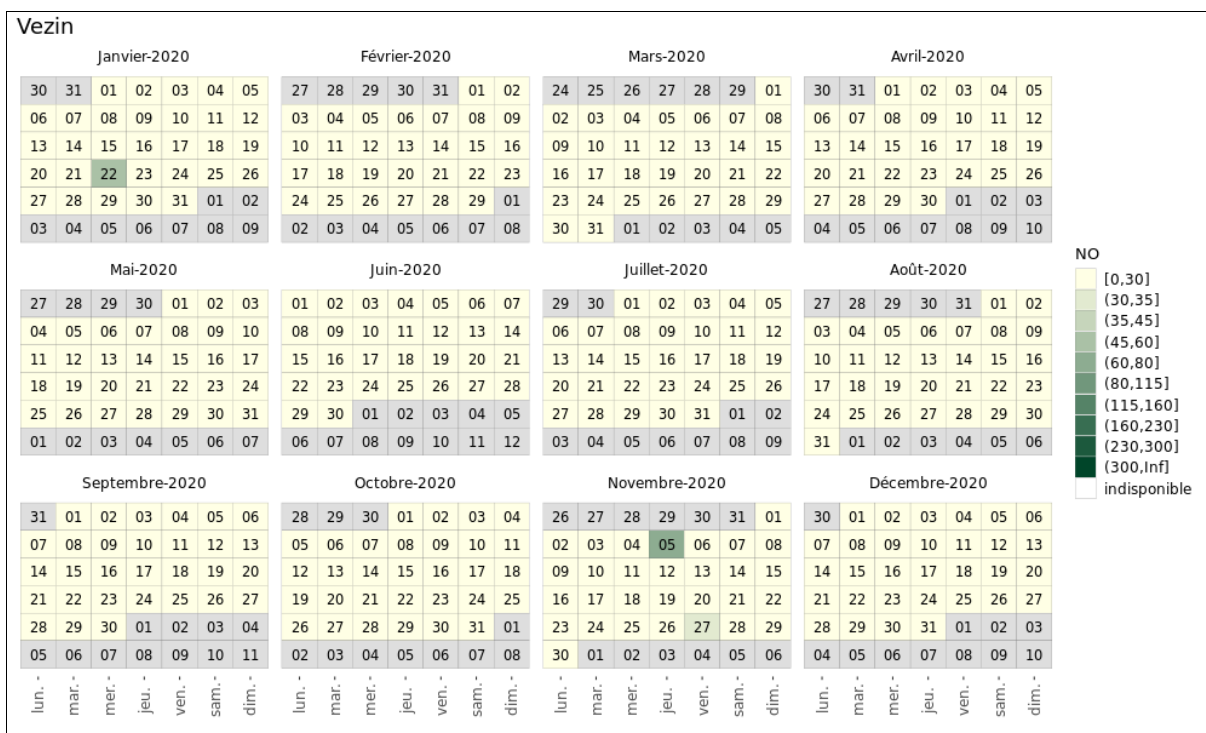 Vezin
Janvier-2020 Février-2020 Mars-2020 Avril-2020
30 31 01 02 03 04 05 27 28 29 30 31 01 02 24 25 26 27 28 29 01 30 31 01 02 03 04 05
06 07 08 09 10 11 12 03 04 05 06 07 08 09 02 03 04 05 06 07 08 06 07 08 09 10 11 12
13 14 15 16 17 18 19 10 11 12 13 14 15 16 09 10 11 12 13 14 15 13 14 15 16 17 18 19
20 21 22 23 24 25 26 17 18 19 20 21 22 23 16 17 18 19 20 21 22 20 21 22 23 24 25 26
27 28 29 30 31 01 02 24 25 26 27 28 29 01 23 24 25 26 27 28 29 27 28 29 30 01 02 03
03 04 05 06 07 08 09 02 03 04 05 06 07 08 30 31 01 02 03 04 05 04 05 06 07 08 09 10
Mai-2020 Juin-2020 Juillet-2020 Août-2020
27 28 29 30 01 02 03 01 02 03 04 05 06 07 29 30 01 02 03 04 05 27 28 29 30 31 01 02
04 05 06 07 08 09 10 08 09 10 11 12 13 14 06 07 08 09 10 11 12 03 04 05 06 07 08 09
11 12 13 14 15 16 17 15 16 17 18 19 20 21 13 14 15 16 17 18 19 10 11 12 13 14 15 16
18 19 20 21 22 23 24 22 23 24 25 26 27 28 20 21 22 23 24 25 26 17 18 19 20 21 22 23
25 26 27 28 29 30 31 29 30 01 02 03 04 05 27 28 29 30 31 01 02 24 25 26 27 28 29 30
01 02 03 04 05 06 07 06 07 08 09 10 11 12 03 04 05 06 07 08 09 31 01 02 03 04 05 06
Septembre-2020 Octobre-2020 Novembre-2020 Décembre-2020
31 01 02 03 04 05 06 28 29 30 01 02 03 04 26 27 28 29 30 31 01 30 01 02 03 04 05 06
07 08 09 10 11 12 13 05 06 07 08 09 10 11 02 03 04 05 06 07 08 07 08 09 10 11 12 13
14 15 16 17 18 19 20 12 13 14 15 16 17 18 09 10 11 12 13 14 15 14 15 16 17 18 19 20
21 22 23 24 25 26 27 19 20 21 22 23 24 25 16 17 18 19 20 21 22 21 22 23 24 25 26 27
28 29 30 01 02 03 04 26 27 28 29 30 31 01 23 24 25 26 27 28 29 28 29 30 31 01 02 03
05 06 07 08 09 10 11 02 03 04 05 06 07 08 30 01 02 03 04 05 06 04 05 06 07 08 09 10
lun. - mar. - mer. - jeu. - ven. - sam. - dim. - lun. - mar. - mer. - jeu. - ven. - sam. - dim. - lun. - mar. - mer. - jeu. - ven. - sam. - dim. - lun. - mar. - mer. - jeu. - ven. - sam. - dim. -
NO
[0,30]
(30,35]
(35,45]
(45,60]
(60,80]
(80,115]
(115,160]
(160,230]
(230,300]
(300,Inf]
indisponible